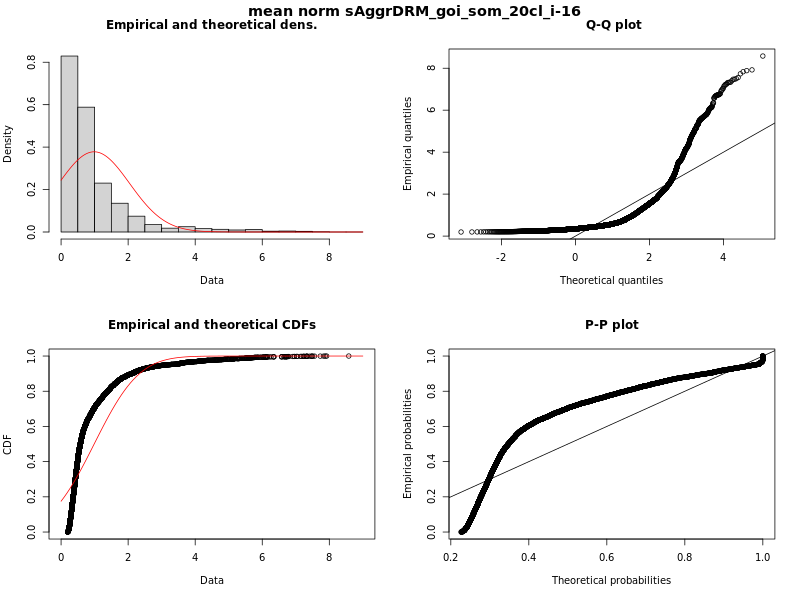 mean norm sAggrDRM_goi_som_20cl_i-16
Empirical and theoretical dens.
Density
0.0 0.2 0.4 0.6 0.8
0 2 4 6 8
Data
Q-Q plot
Empirical quantiles
0 2 4 6 8
-2 0 2 4
Theoretical quantiles
Empirical and theoretical CDFs
CDF
0.0 0.2 0.4 0.6 0.8 1.0
0 2 4 6 8
Data
P-P plot
Empirical probabilities
0.0 0.2 0.4 0.6 0.8 1.0
0.2 0.4 0.6 0.8 1.0
Theoretical probabilities